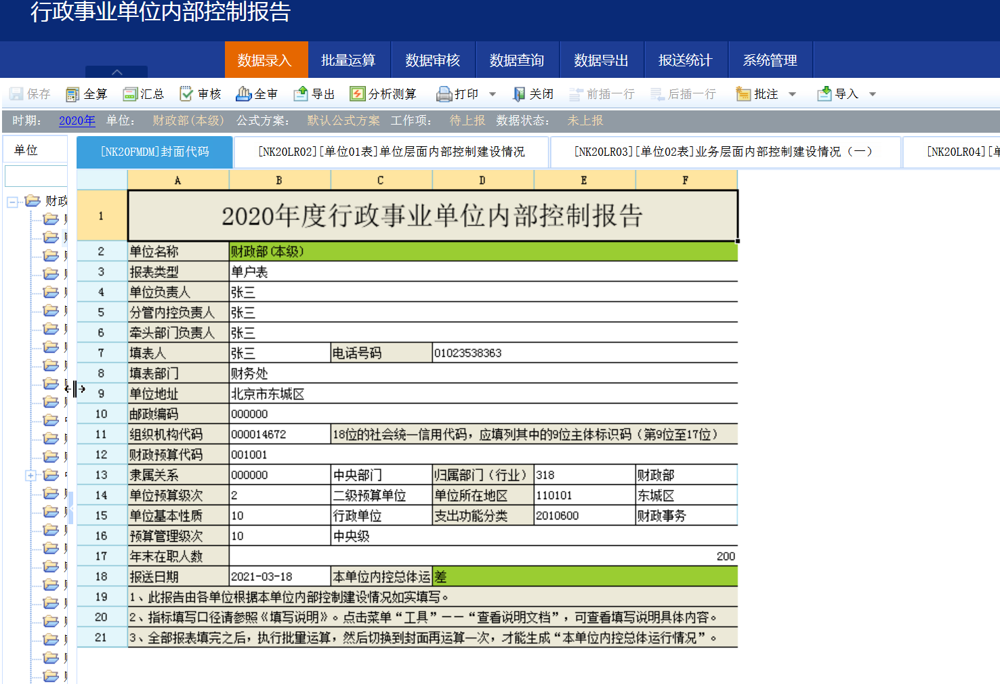 行政事业单位内部控制报告
数据录入 批量运算 数据审核 数据查询 数据导出 报送统计 系统管理
保存 全算 汇总 审核 全审 导出 分析测算 打印 关闭 前插一行 后插一行 批注 导入
时期： 2020年 单位： 财政部(本级) 公式方案： 默认公式方案 工作项： 待上报 数据状态： 未上报
单位 [NK20FMDM]封面代码 [NK20LR02][单位01表]单位层面内部控制建设情况 [NK20LR03][单位02表]业务层面内部控制建设情况（一） [NK20LR04][单
财政
A B C D E F
1 2020年度行政事业单位内部控制报告
2 单位名称 财政部(本级)
3 报表类型 单户表
4 单位负责人 张三
5 分管内控负责人 张三
6 牵头部门负责人 张三
7 填表人 张三 电话号码 01023538363
8 填表部门 财务处
9 单位地址 北京市东城区
10 邮政编码 000000
11 组织机构代码 000014672 18位的社会统一信用代码，应填列其中的9位主体标识码（第9位至17位）
12 财政预算代码 001001
13 隶属关系 000000 中央部门 归属部门（行业） 318 财政部
14 单位预算级次 2 二级预算单位 单位所在地区 110101 东城区
15 单位基本性质 10 行政单位 支出功能分类 2010600 财政事务
16 预算管理级次 10 中央级
17 年末在职人数 200
18 报送日期 2021-03-18 本单位内控总体运 差
19 1、此报告由各单位根据本单位内部控制建设情况如实填写。
20 2、指标填写口径请参照《填写说明》。点击菜单“工具”——“查看说明文档”，可查看填写说明具体内容。
21 3、全部报表填完之后，执行批量运算，然后切换到封面再运算一次，才能生成“本单位内控总体运行情况”。